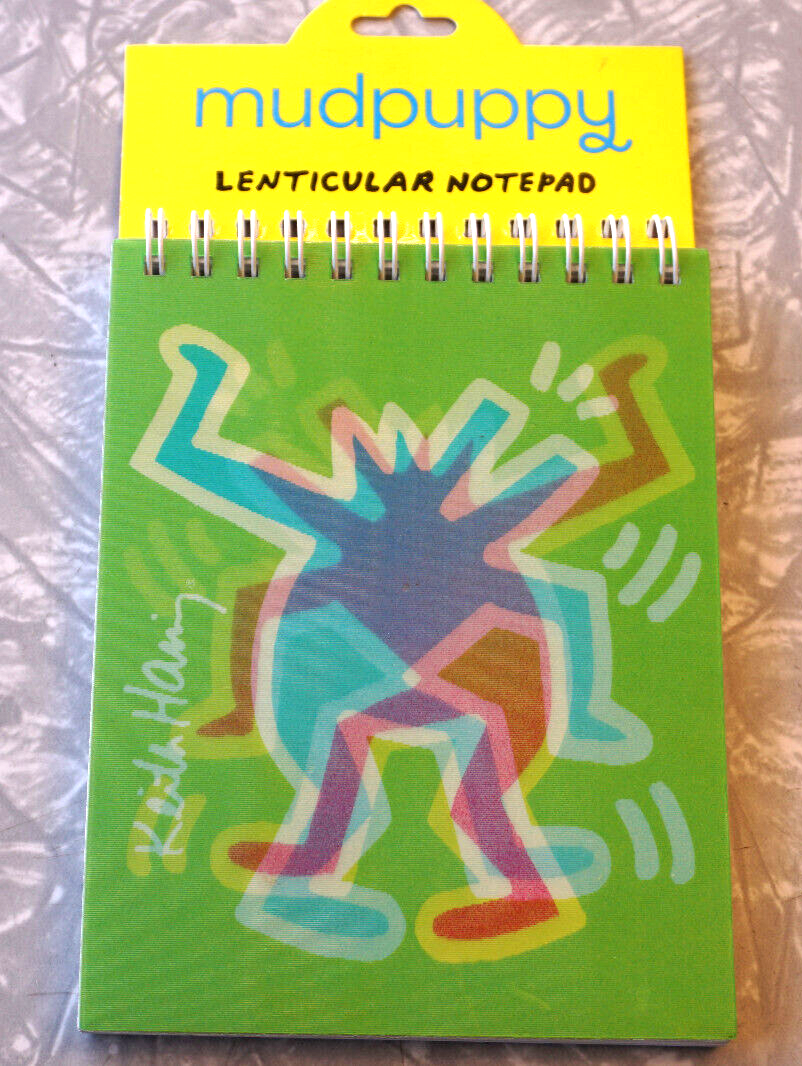 mudpuppy
LENTICULAR NOTEPAD
Keith Haring®